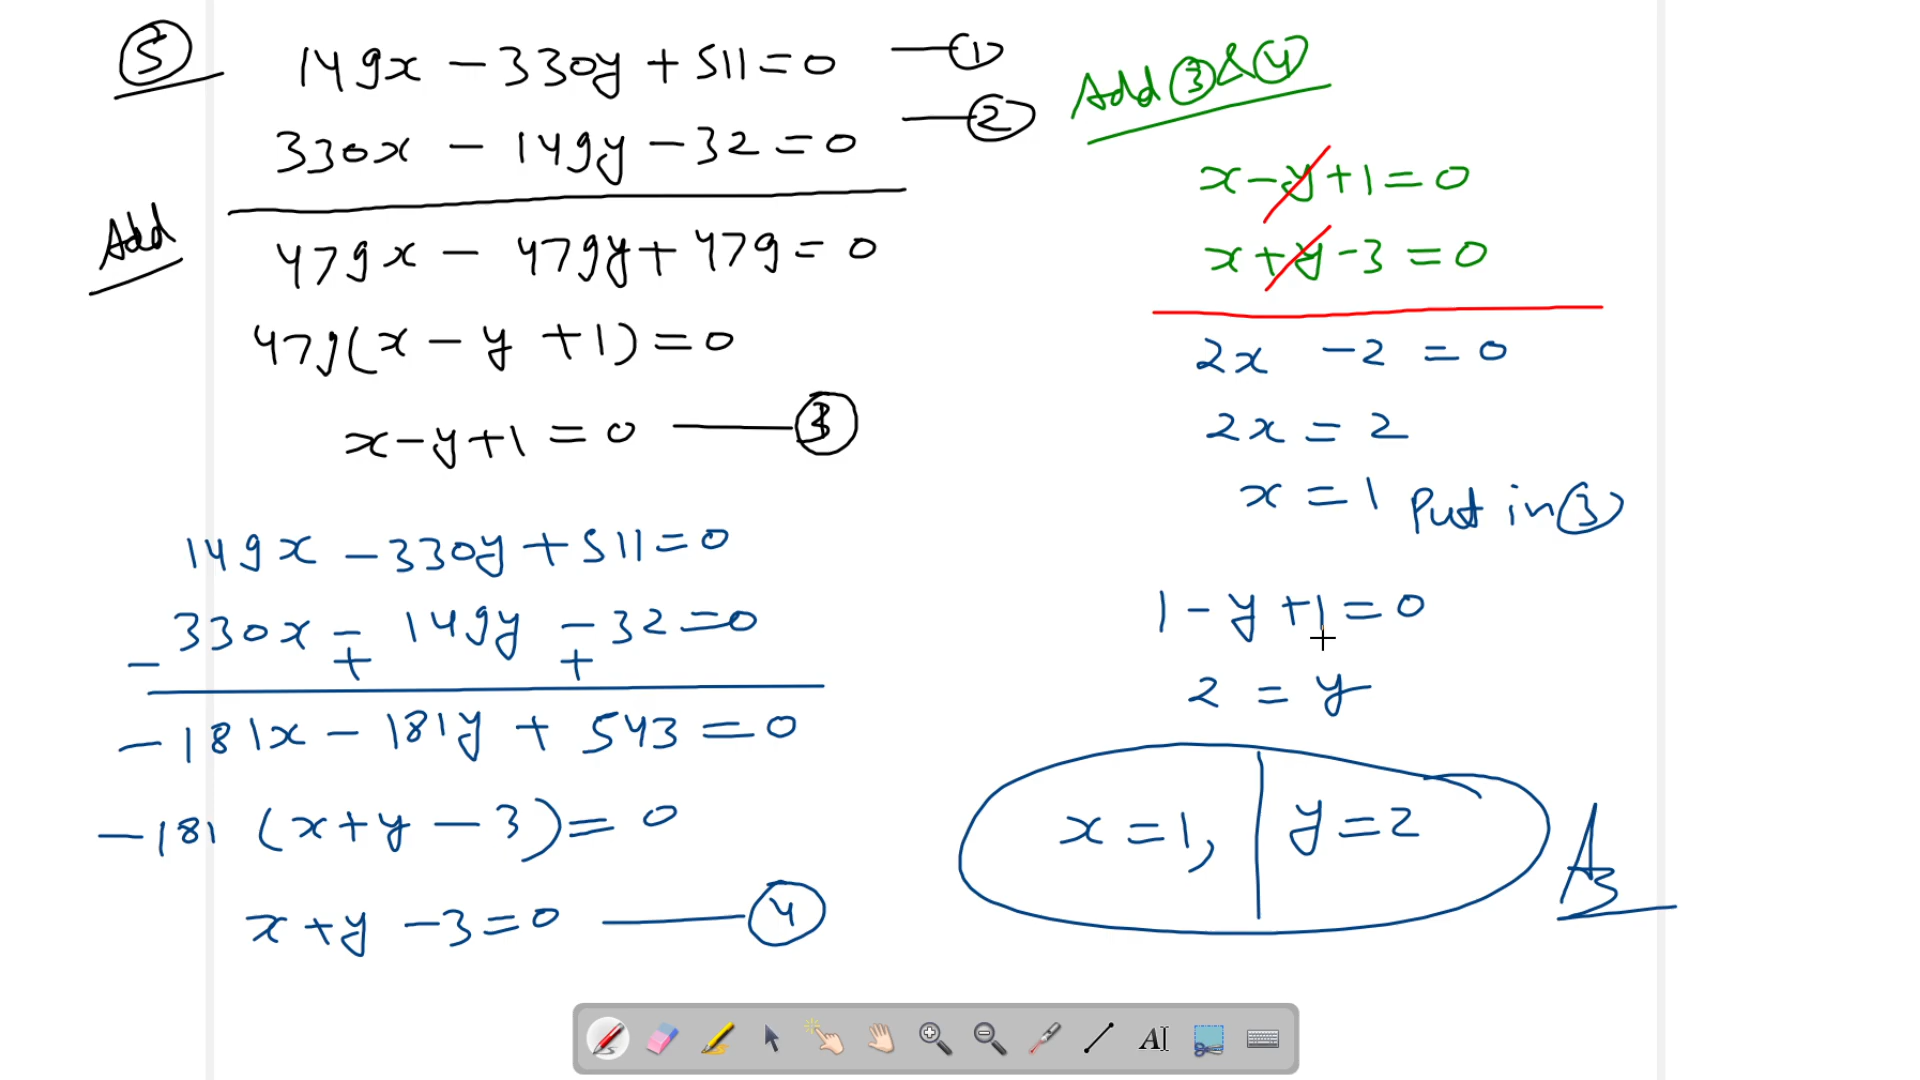 5
149x - 330y + 511 = 0 — 1
330x - 149y - 32 = 0 — 2
Add
479x - 479y + 479 = 0
479(x - y + 1) = 0
x - y + 1 = 0 — 3
149x - 330y + 511 = 0
330x - 149y - 32 = 0
- + +
-181x - 181y + 543 = 0
-181 (x + y - 3) = 0
x + y - 3 = 0 — 4
Add 3 & 4
x - y + 1 = 0
x + y - 3 = 0
2x - 2 = 0
2x = 2
x = 1 Put in 3
1 - y + 1 = 0
2 = y
x = 1, y = 2
AI